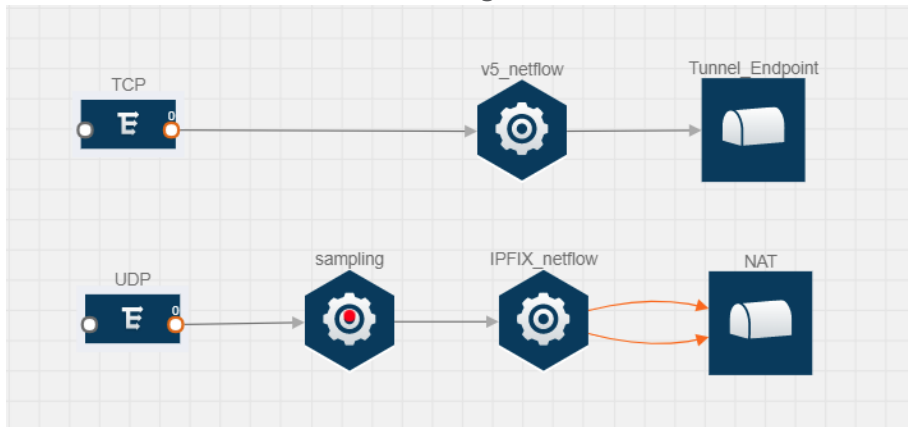 TCP
0
v5_netflow
Tunnel_Endpoint
UDP
0
sampling
IPFIX_netflow
NAT